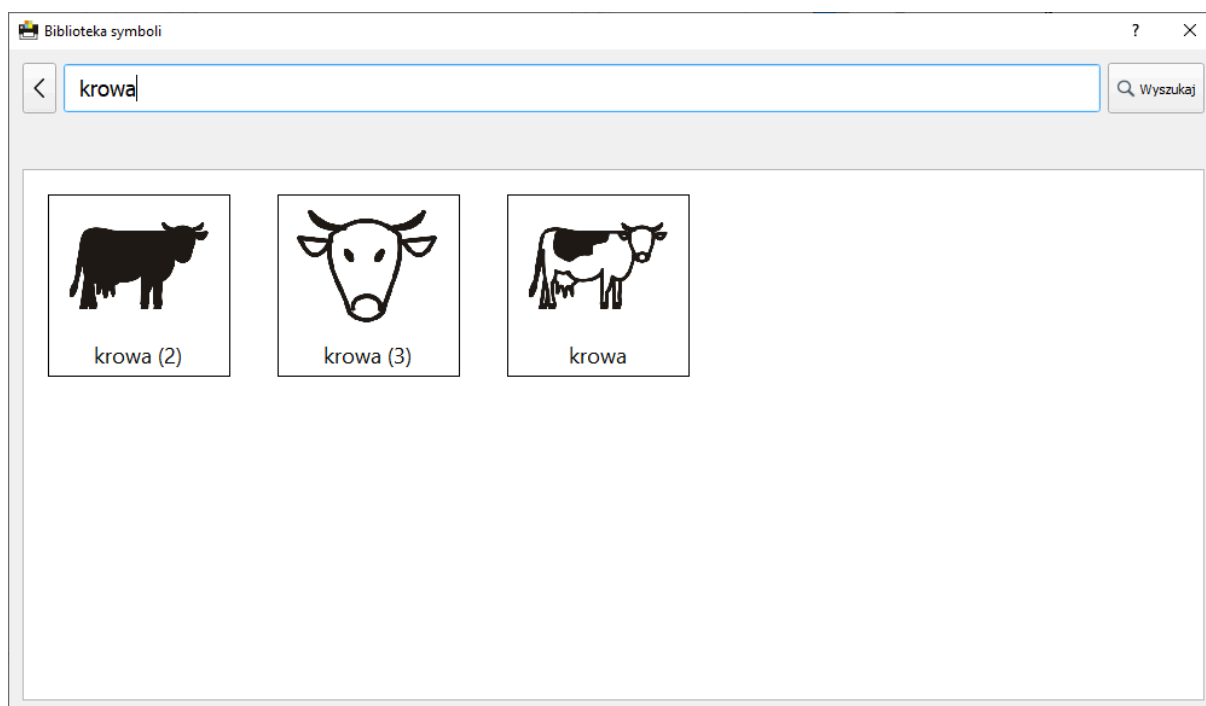 Biblioteka symboli
?
krowa
Wyszukaj
krowa (2)
krowa (3)
krowa